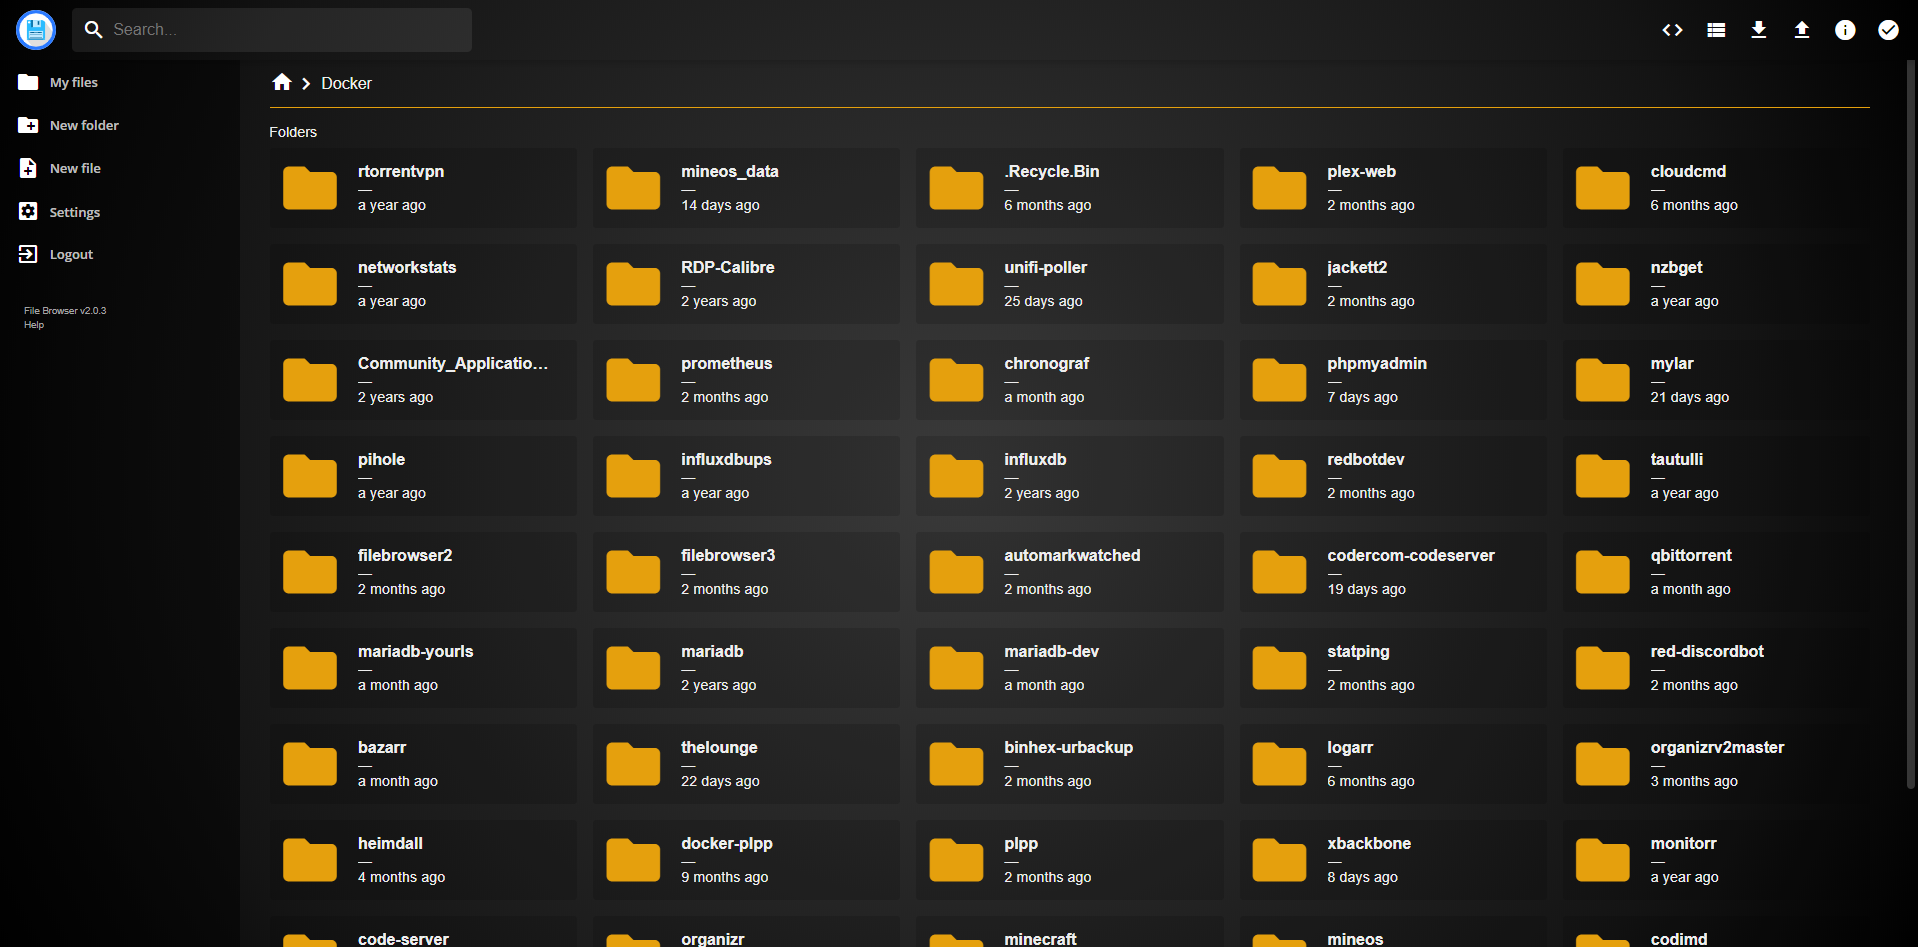 Search...
My files
New folder
New file
Settings
Logout
File Browser v2.0.3
Help
Docker
Folders
rtorrentvpn
—
a year ago
mineos_data
—
14 days ago
.Recycle.Bin
—
6 months ago
plex-web
—
2 months ago
cloudcmd
—
6 months ago
networkstats
—
a year ago
RDP-Calibre
—
2 years ago
unifi-poller
—
25 days ago
jackett2
—
2 months ago
nzbget
—
a year ago
Community_Applicatio...
—
2 years ago
prometheus
—
2 months ago
chronograf
—
a month ago
phpmyadmin
—
7 days ago
mylar
—
21 days ago
pihole
—
a year ago
influxdbups
—
a year ago
influxdb
—
2 years ago
redbotdev
—
2 months ago
tautulli
—
a year ago
filebrowser2
—
2 months ago
filebrowser3
—
2 months ago
automarkwatched
—
2 months ago
codercom-codeserver
—
19 days ago
qbittorrent
—
a month ago
mariadb-yourls
—
a month ago
mariadb
—
2 years ago
mariadb-dev
—
a month ago
statping
—
2 months ago
red-discordbot
—
2 months ago
bazarr
—
a month ago
thelounge
—
22 days ago
binhex-urbackup
—
2 months ago
logarr
—
6 months ago
organizrv2master
—
3 months ago
heimdall
—
4 months ago
docker-plpp
—
9 months ago
plpp
—
2 months ago
xbackbone
—
8 days ago
monitorr
—
a year ago
code-server
organizr
minecraft
mineos
codimd